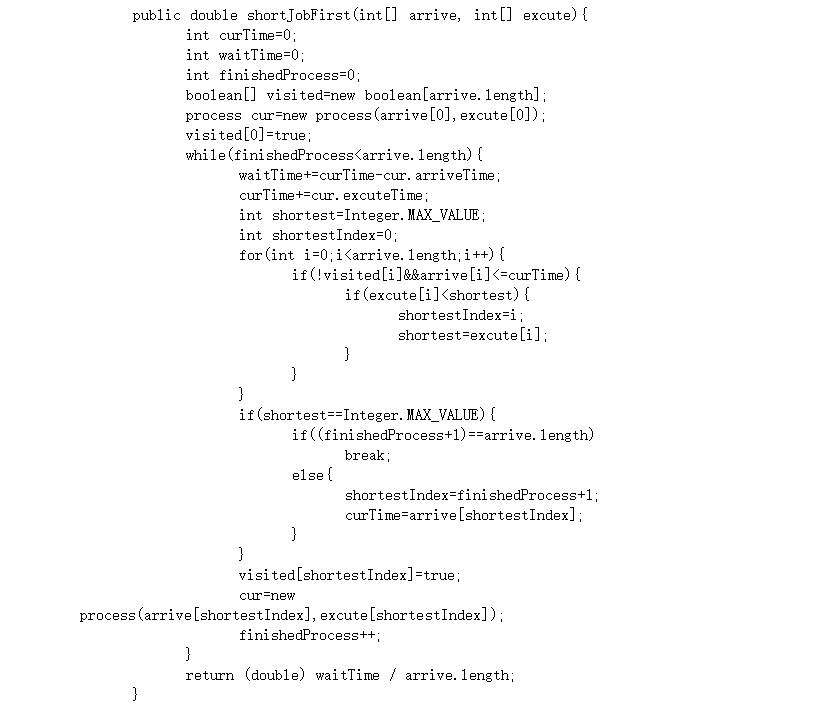 public double shortJobFirst(int[] arrive, int[] excute){
int curTime=0;
int waitTime=0;
int finishedProcess=0;
boolean[] visited=new boolean[arrive.length];
process cur=new process(arrive[0],excute[0]);
visited[0]=true;
while(finishedProcess<arrive.length){
waitTime+=curTime-cur.arriveTime;
curTime+=cur.excuteTime;
int shortest=Integer.MAX_VALUE;
int shortestIndex=0;
for(int i=0;i<arrive.length;i++){
if(!visited[i]&&arrive[i]<=curTime){
if(excute[i]<shortest){
shortestIndex=i;
shortest=excute[i];
}
}
}
if(shortest==Integer.MAX_VALUE){
if((finishedProcess+1)==arrive.length)
break;
else{
shortestIndex=finishedProcess+1;
curTime=arrive[shortestIndex];
}
}
visited[shortestIndex]=true;
cur=new
process(arrive[shortestIndex],excute[shortestIndex]);
finishedProcess++;
}
return (double) waitTime / arrive.length;
}